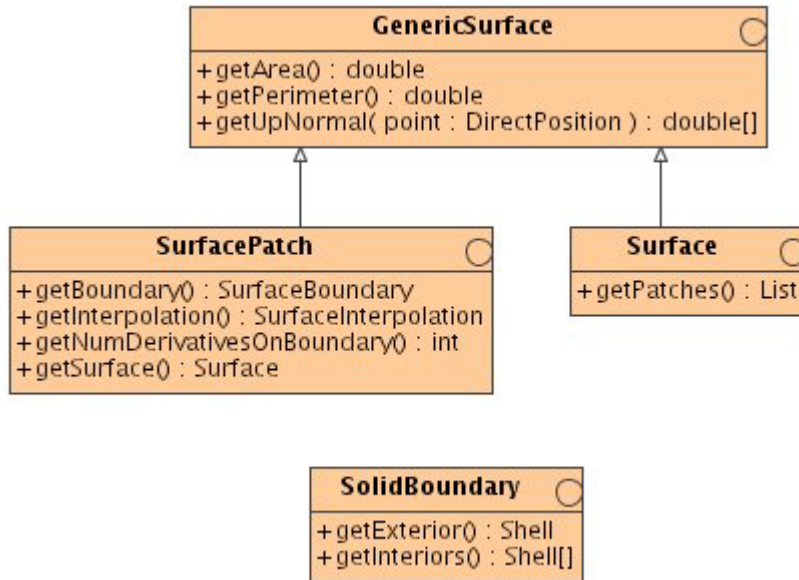 GenericSurface
+getArea() : double
+getPerimeter() : double
+getUpNormal( point : DirectPosition ) : double[]
SurfacePatch
+getBoundary() : SurfaceBoundary
+getInterpolation() : SurfaceInterpolation
+getNumDerivativesOnBoundary() : int
+getSurface() : Surface
Surface
+getPatches() : List
SolidBoundary
+getExterior() : Shell
+getInteriors() : Shell[]